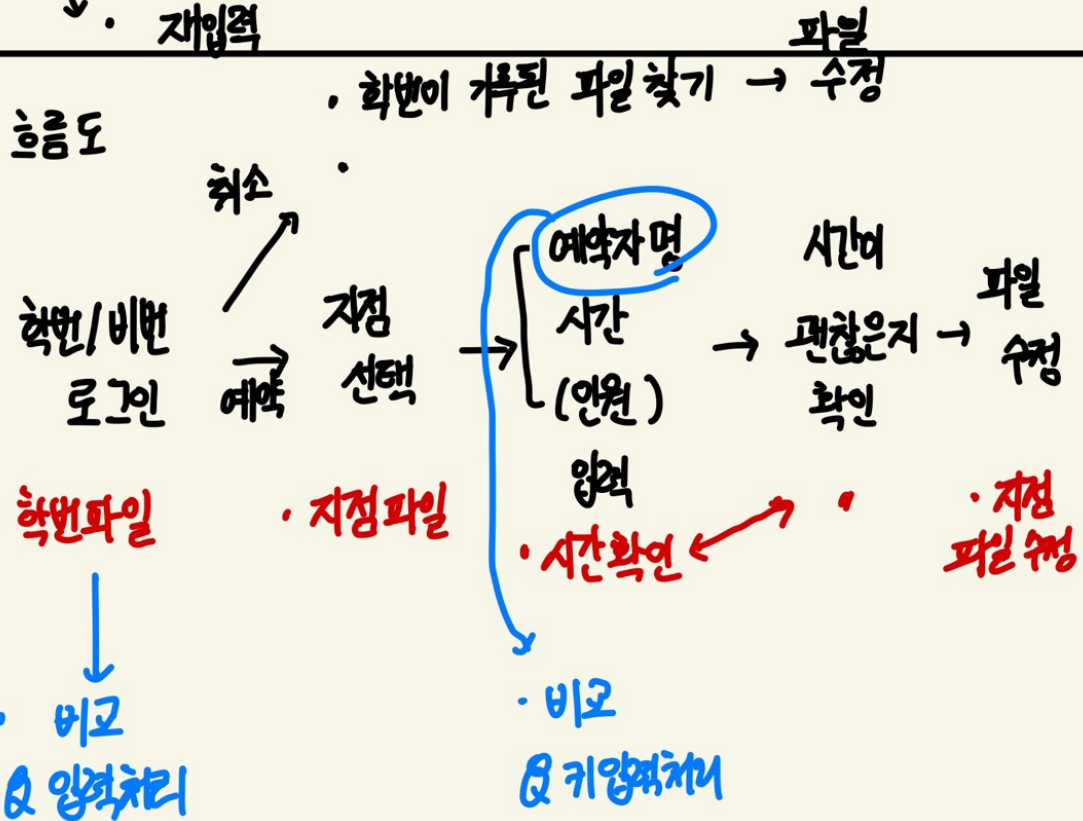 · 재입력
파일
· 학번이 기록된 파일 찾기 → 수정
흐름도
취소
·
예약자 명
시간이
학번/비번
지점
시간
괜찮은지 →
파일
로그인
→
예약
선택
→
(인원)
→
확인
수정
입력
학번파일
· 지점파일
· 시간확인
·
· 지점
파일 수정
· 비교
Q 입력처리
· 비교
Q 키입력처리